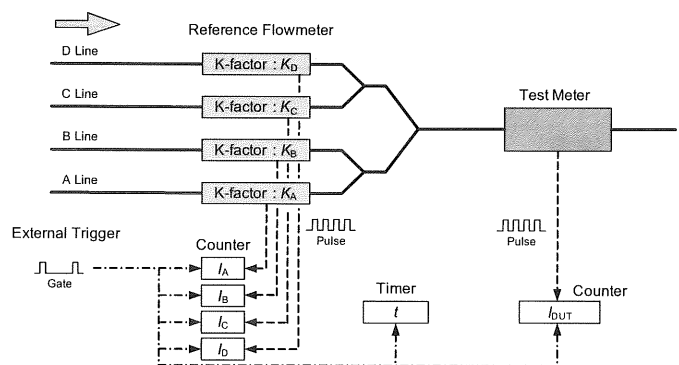 Reference Flowmeter
D Line
K-factor : KD
C Line
K-factor : KC
Test Meter
B Line
K-factor : KB
A Line
K-factor : KA
External Trigger
Pulse
Pulse
Counter
Gate
IA
IB
IC
ID
Timer
t
Counter
IDUT